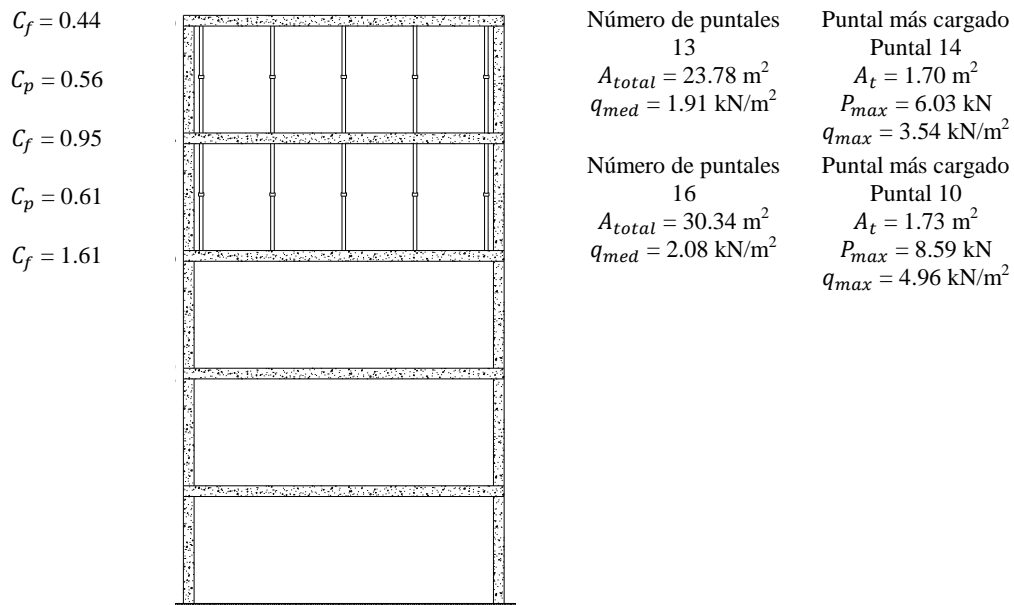 C_f = 0.44
C_p = 0.56
C_f = 0.95
C_p = 0.61
C_f = 1.61
Número de puntales
13
A_total = 23.78 m²
q_med = 1.91 kN/m²
Puntal más cargado
Puntal 14
A_t = 1.70 m²
P_max = 6.03 kN
q_max = 3.54 kN/m²
Número de puntales
16
A_total = 30.34 m²
q_med = 2.08 kN/m²
Puntal más cargado
Puntal 10
A_t = 1.73 m²
P_max = 8.59 kN
q_max = 4.96 kN/m²